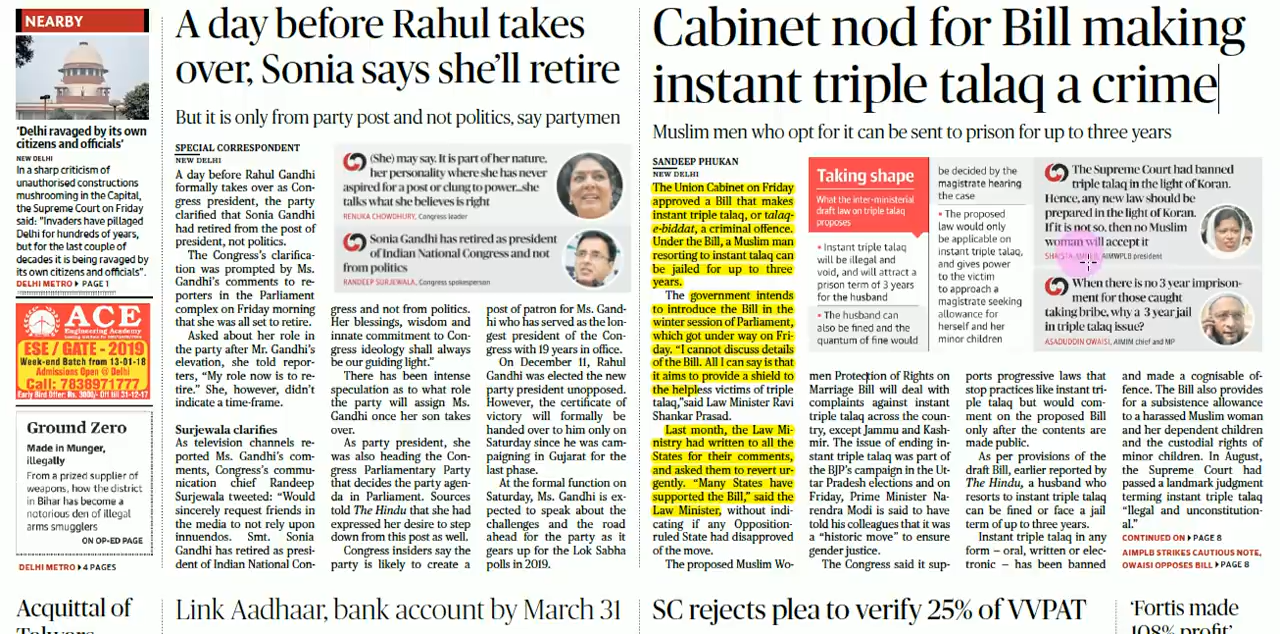 NEARBY
'Delhi ravaged by its own
citizens and officials'
NEW DELHI
In a sharp criticism of
unauthorised constructions
mushrooming in the Capital,
the Supreme Court on Friday
said: "Invaders have pillaged
Delhi for hundreds of years,
but for the last couple of
decades it is being ravaged by
its own citizens and officials".
DELHI METRO ▶ PAGE 1
ACE
Engineering Academy
ESE / GATE - 2019
Week-end Batch from 13-01-18
Admissions Open @ Delhi
Call: 7838971777
Early Bird Offer: Rs. 3000/- Off till 31-12-17
Ground Zero
Made in Munger,
illegally
From a prized supplier of
weapons, how the district
in Bihar has become a
notorious den of illegal
arms smugglers
ON OP-ED PAGE
DELHI METRO ▶ 4 PAGES
Acquittal of
Talwars
A day before Rahul takes
over, Sonia says she'll retire
But it is only from party post and not politics, say partymen
SPECIAL CORRESPONDENT
NEW DELHI
A day before Rahul Gandhi
formally takes over as Con-
gress president, the party
clarified that Sonia Gandhi
had retired from the post of
president, not politics.
The Congress's clarifica-
tion was prompted by Ms.
Gandhi's comments to re-
porters in the Parliament
complex on Friday morning
that she was all set to retire.
Asked about her role in
the party after Mr. Gandhi's
elevation, she told repor-
ters, "My role now is to re-
tire." She, however, didn't
indicate a time-frame.
Surjewala clarifies
As television channels re-
ported Ms. Gandhi's com-
ments, Congress's commu-
nication chief Randeep
Surjewala tweeted: "Would
sincerely request friends in
the media to not rely upon
innuendos. Smt. Sonia
Gandhi has retired as presi-
dent of Indian National Con-
(She) may say. It is part of her nature,
her personality where she has never
aspired for a post or clung to power...she
talks what she believes is right
RENUKA CHOWDHURY, Congress leader
Sonia Gandhi has retired as president
of Indian National Congress and not
from politics
RANDEEP SURJEWALA, Congress spokesperson
gress and not from politics.
Her blessings, wisdom and
innate commitment to Con-
gress ideology shall always
be our guiding light."
There has been intense
speculation as to what role
the party will assign Ms.
Gandhi once her son takes
over.
As party president, she
was also heading the Con-
gress Parliamentary Party
that decides the party agen-
da in Parliament. Sources
told The Hindu that she had
expressed her desire to step
down from this post as well.
Congress insiders say the
party is likely to create a
post of patron for Ms. Gand-
hi who has served as the lon-
gest president of the Con-
gress with 19 years in office.
On December 11, Rahul
Gandhi was elected the new
party president unopposed.
However, the certificate of
victory will formally be
handed over to him only on
Saturday since he was cam-
paigning in Gujarat for the
last phase.
At the formal function on
Saturday, Ms. Gandhi is ex-
pected to speak about the
challenges and the road
ahead for the party as it
gears up for the Lok Sabha
polls in 2019.
Link Aadhaar, bank account by March 31
Cabinet nod for Bill making
instant triple talaq a crime
Muslim men who opt for it can be sent to prison for up to three years
SANDEEP PHUKAN
NEW DELHI
The Union Cabinet on Friday
approved a Bill that makes
instant triple talaq, or talaq-
e-biddat, a criminal offence.
Under the Bill, a Muslim man
resorting to instant talaq can
be jailed for up to three
years.
The government intends
to introduce the Bill in the
winter session of Parliament,
which got under way on Fri-
day. "I cannot discuss details
of the Bill. All I can say is that
it aims to provide a shield to
the helpless victims of triple
talaq,"said Law Minister Ravi
Shankar Prasad.
Last month, the Law Mi-
nistry had written to all the
States for their comments,
and asked them to revert ur-
gently. "Many States have
supported the Bill," said the
Law Minister, without indi-
cating if any Opposition-
ruled State had disapproved
of the move.
The proposed Muslim Wo-
Taking shape
What the inter-ministerial
draft law on triple talaq
proposes
• Instant triple talaq
will be illegal and
void, and will attract a
prison term of 3 years
for the husband
• The husband can
also be fined and the
quantum of fine would
be decided by the
magistrate hearing
the case
• The proposed
law would only
be applicable on
instant triple talaq,
and gives power
to the victim
to approach a
magistrate seeking
allowance for
herself and her
minor children
The Supreme Court had banned
triple talaq in the light of Koran.
Hence, any new law should be
prepared in the light of Koran.
If it is not so, then no Muslim
woman will accept it
AIMWPLB president
When there is no 3 year imprison-
ment for those caught
taking bribe, why a 3 year jail
in triple talaq issue?
ASADUDDIN OWAISI, AIMIM chief and MP
men Protection of Rights on
Marriage Bill will deal with
complaints against instant
triple talaq across the coun-
try, except Jammu and Kash-
mir. The issue of ending in-
stant triple talaq was part of
the BJP's campaign in the Ut-
tar Pradesh elections and on
Friday, Prime Minister Na-
rendra Modi is said to have
told his colleagues that it was
a "historic move" to ensure
gender justice.
The Congress said it sup-
ports progressive laws that
stop practices like instant tri-
ple talaq but would com-
ment on the proposed Bill
only after the contents are
made public.
As per provisions of the
draft Bill, earlier reported by
The Hindu, a husband who
resorts to instant triple talaq
can be fined or face a jail
term of up to three years.
Instant triple talaq in any
form – oral, written or elec-
tronic – has been banned
and made a cognisable of-
fence. The Bill also provides
for a subsistence allowance
to a harassed Muslim woman
and her dependent children
and the custodial rights of
minor children. In August,
the Supreme Court had
passed a landmark judgment
terming instant triple talaq
"illegal and unconstitution-
al."
CONTINUED ON ▶ PAGE 8
AIMPLB STRIKES CAUTIOUS NOTE,
OWAISI OPPOSES BILL ▶ PAGE 8
SC rejects plea to verify 25% of VVPAT
'Fortis made
108% profit'